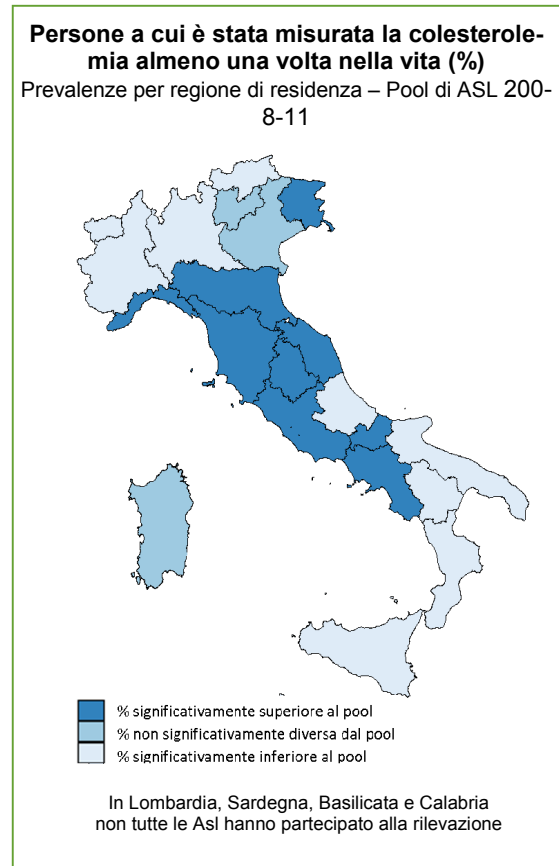 Persone a cui è stata misurata la colesterole-
mia almeno una volta nella vita (%)
Prevalenze per regione di residenza – Pool di ASL 200-
8-11
% significativamente superiore al pool
% non significativamente diversa dal pool
% significativamente inferiore al pool
In Lombardia, Sardegna, Basilicata e Calabria
non tutte le Asl hanno partecipato alla rilevazione